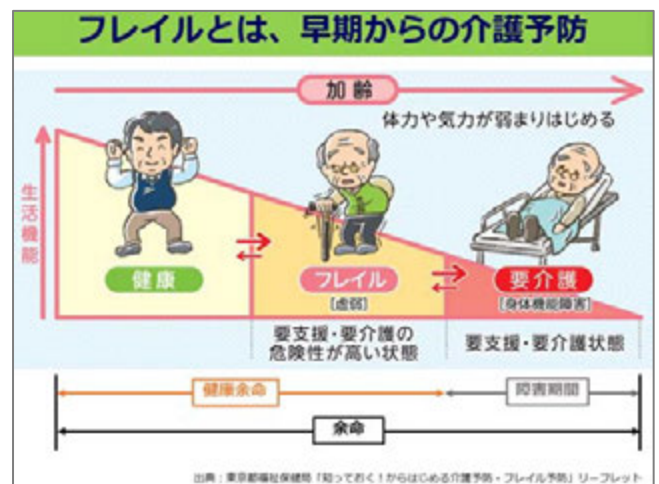 フレイルとは、早期からの介護予防
加齢
体力や気力が弱まりはじめる
生活機能
健康
フレイル
[虚弱]
要介護
[身体機能障害]
要支援・要介護の
危険性が高い状態
要支援・要介護状態
健康余命
障害期間
余命
出典:東京都福祉保健局「知っておく!からはじめる介護予防・フレイル予防」リーフレット